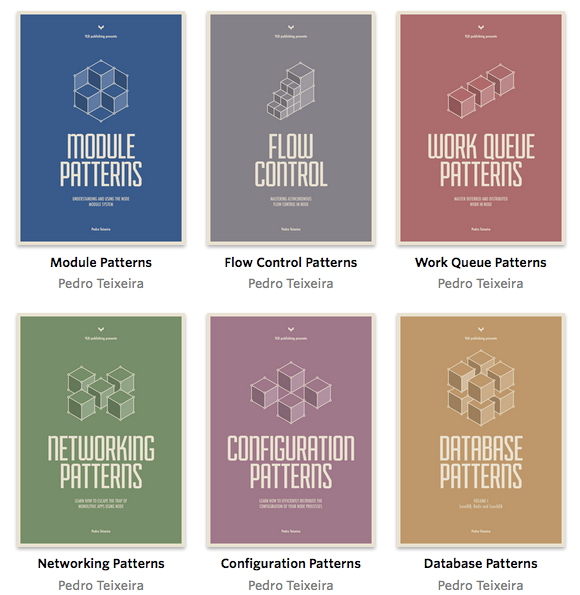 YLD publishing presents
MODULE
PATTERNS
UNDERSTANDING AND USING THE NODE
MODULE SYSTEM
Pedro Teixeira
Module Patterns
Pedro Teixeira
YLD publishing presents
FLOW
CONTROL
MASTERING ASYNCHRONOUS
FLOW CONTROL IN NODE
Pedro Teixeira
Flow Control Patterns
Pedro Teixeira
YLD publishing presents
WORK QUEUE
PATTERNS
MASTER DEFERRED AND DISTRIBUTED
WORK IN NODE
Pedro Teixeira
Work Queue Patterns
Pedro Teixeira
YLD publishing presents
NETWORKING
PATTERNS
LEARN HOW TO ESCAPE THE TRAP OF
MONOLITHIC APPS USING NODE
Pedro Teixeira
Networking Patterns
Pedro Teixeira
YLD publishing presents
CONFIGURATION
PATTERNS
LEARN HOW TO EFFICIENTLY DECORATE THE
CONFIGURATION OF YOUR NODE PROCESSES
Pedro Teixeira
Configuration Patterns
Pedro Teixeira
YLD publishing presents
DATABASE
PATTERNS
VOLUME 1
LevelDB, Redis and CouchDB
Pedro Teixeira
Database Patterns
Pedro Teixeira